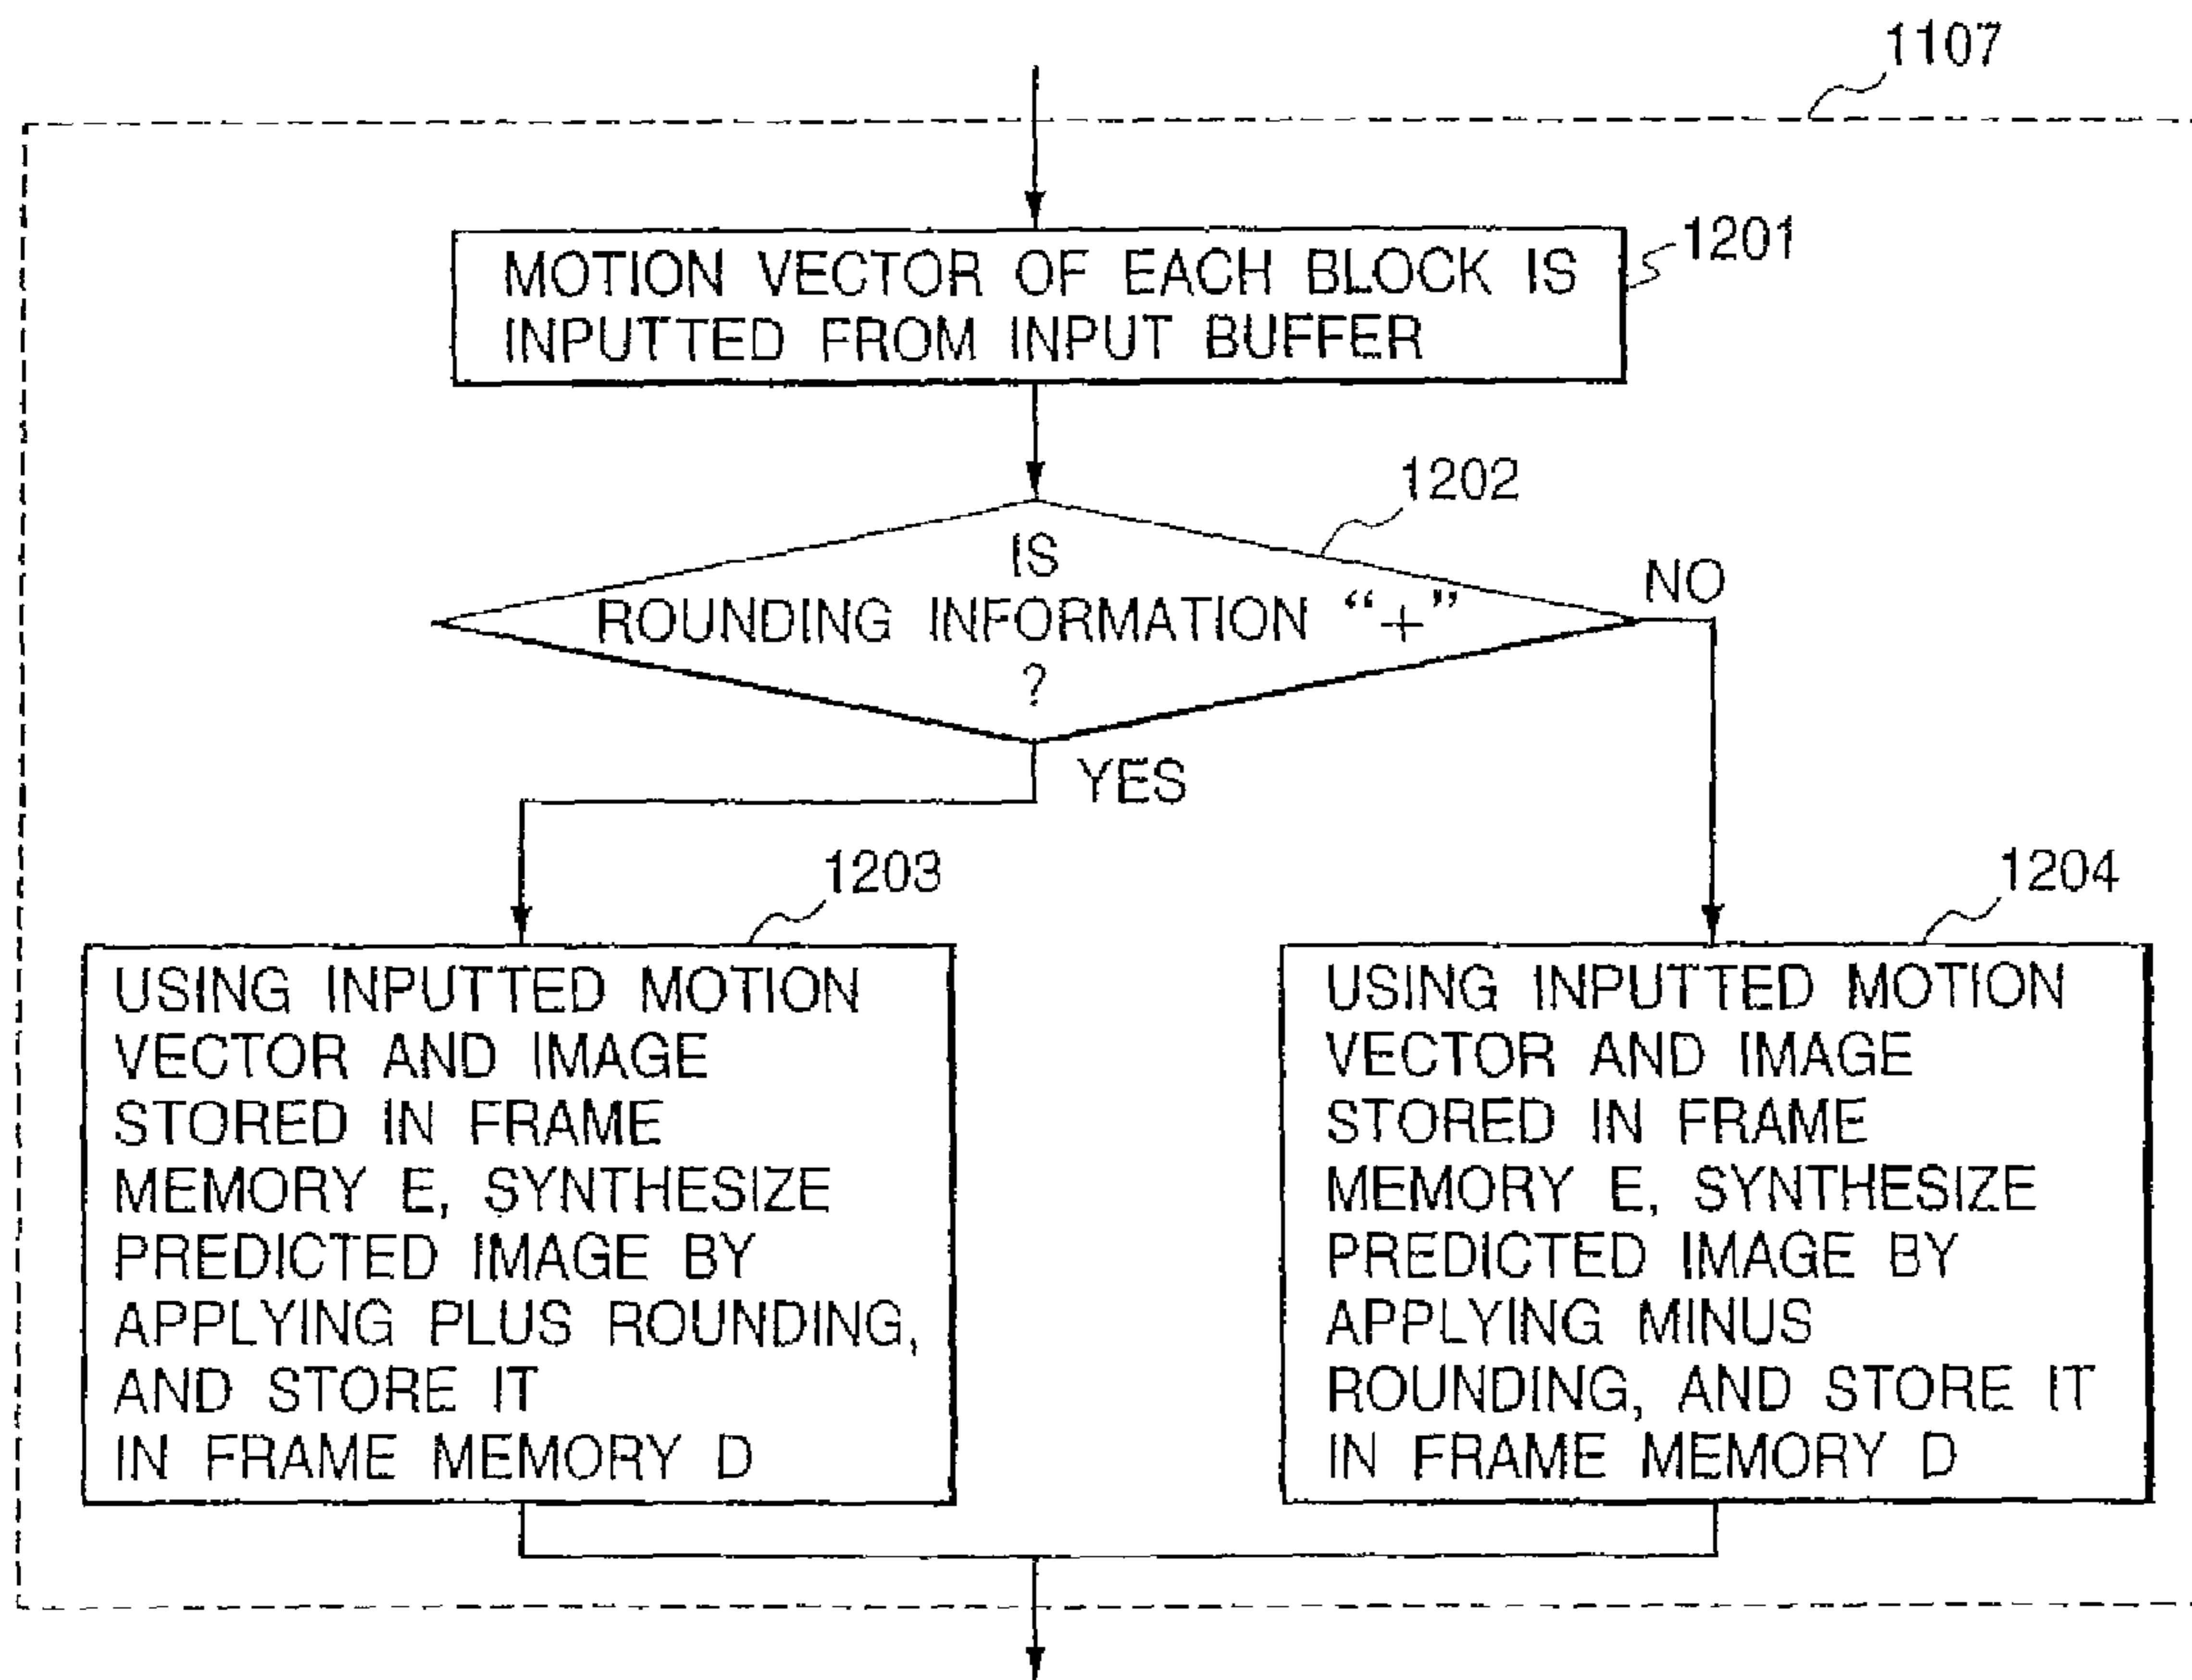 1107
MOTION VECTOR OF EACH BLOCK IS
INPUTTED FROM INPUT BUFFER
1201
1202
IS
ROUNDING INFORMATION “+”
?
NO
YES
1203
USING INPUTTED MOTION
VECTOR AND IMAGE
STORED IN FRAME
MEMORY E, SYNTHESIZE
PREDICTED IMAGE BY
APPLYING PLUS ROUNDING,
AND STORE IT
IN FRAME MEMORY D
1204
USING INPUTTED MOTION
VECTOR AND IMAGE
STORED IN FRAME
MEMORY E, SYNTHESIZE
PREDICTED IMAGE BY
APPLYING MINUS
ROUNDING, AND STORE IT
IN FRAME MEMORY D